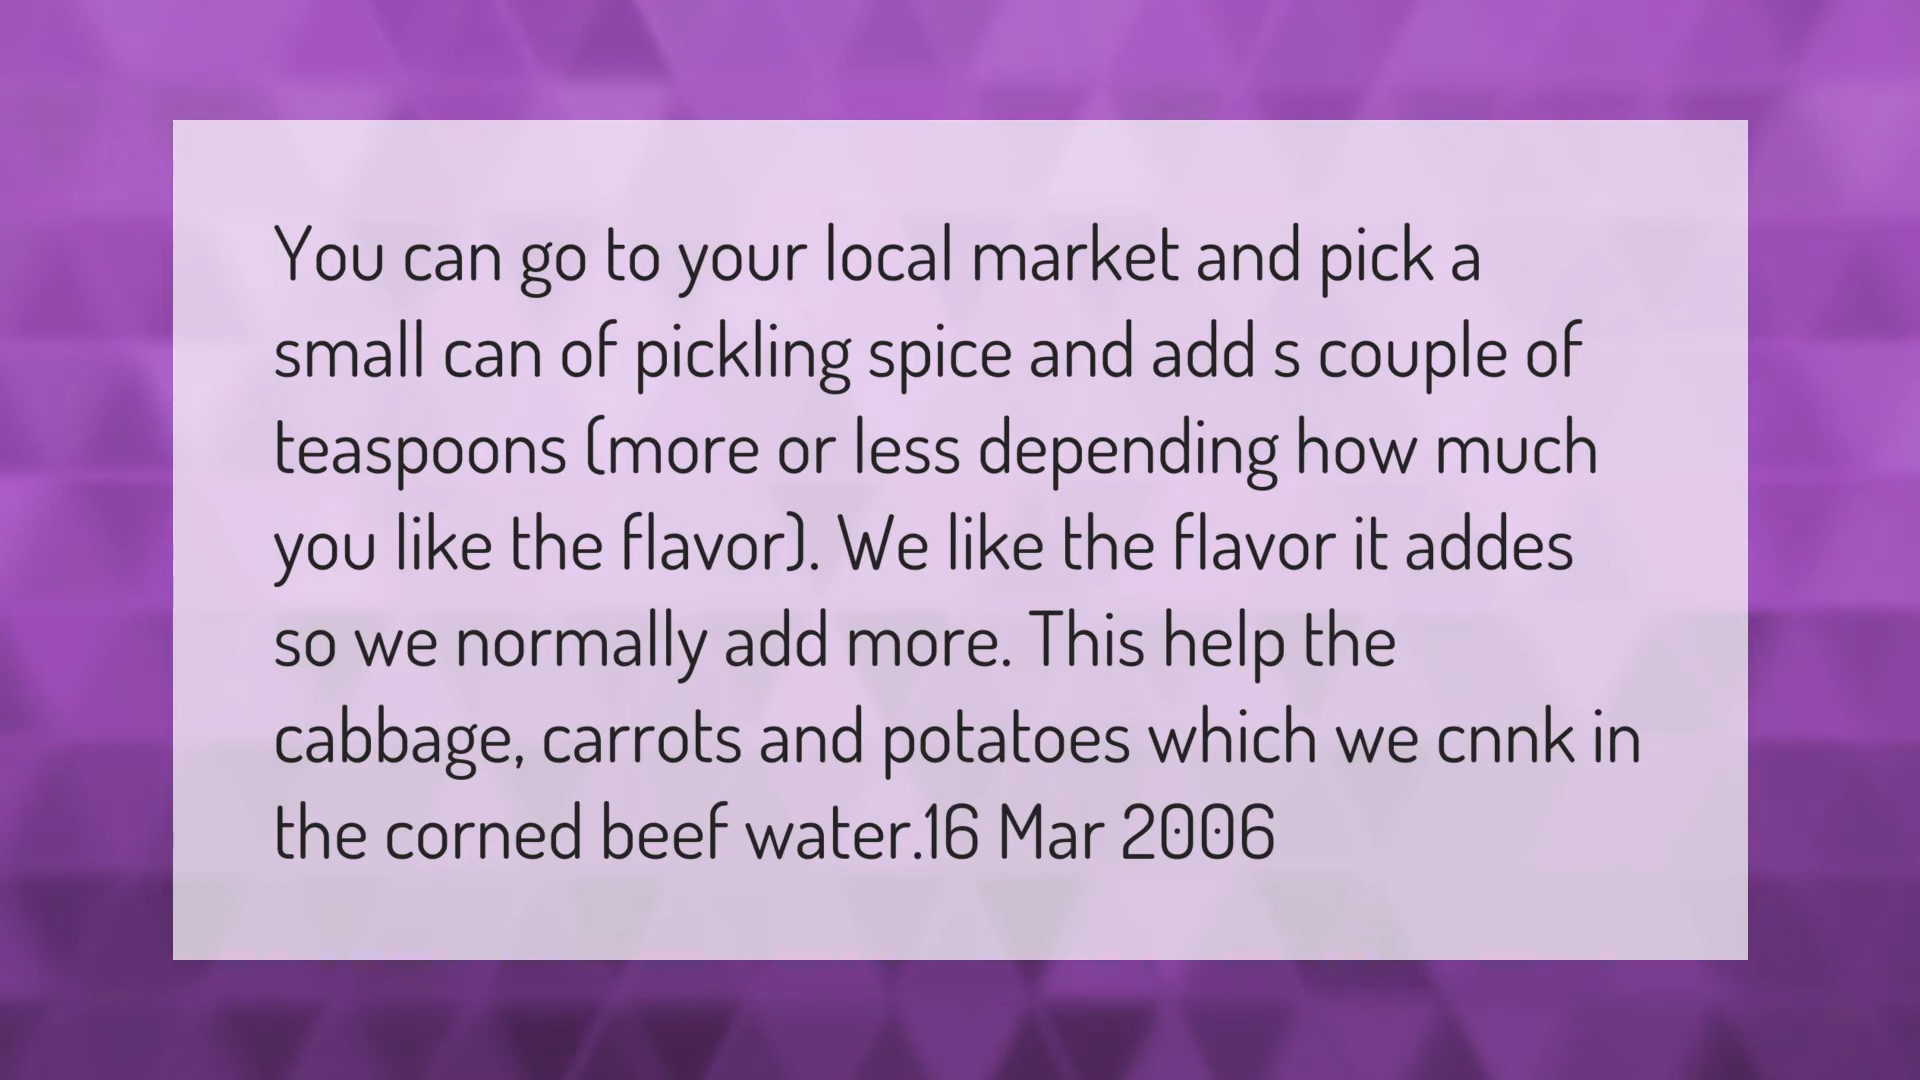 You can go to your local market and pick a
small can of pickling spice and add s couple of
teaspoons (more or less depending how much
you like the flavor). We like the flavor it addes
so we normally add more. This help the
cabbage, carrots and potatoes which we cnnk in
the corned beef water.16 Mar 2006